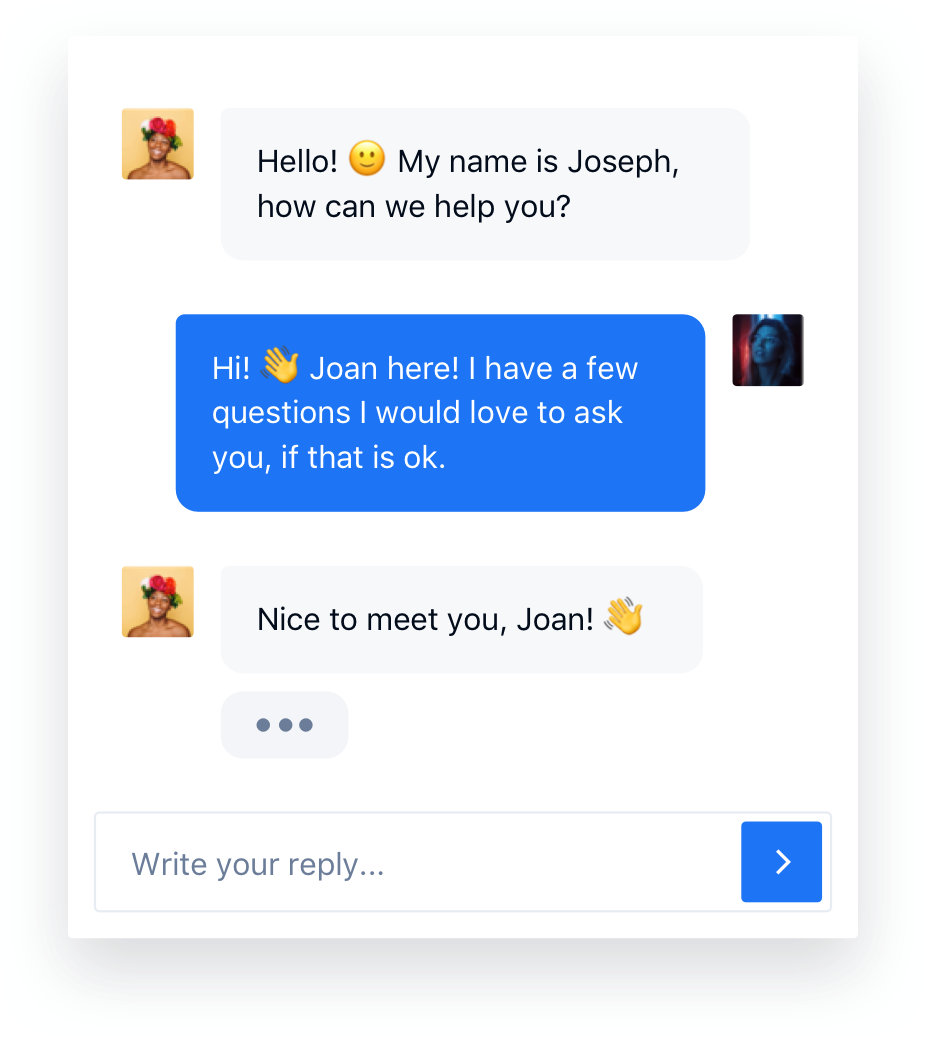 Hello! 🙂 My name is Joseph,
how can we help you?
Hi! 👋 Joan here! I have a few
questions I would love to ask
you, if that is ok.
Nice to meet you, Joan! 👋
Write your reply...